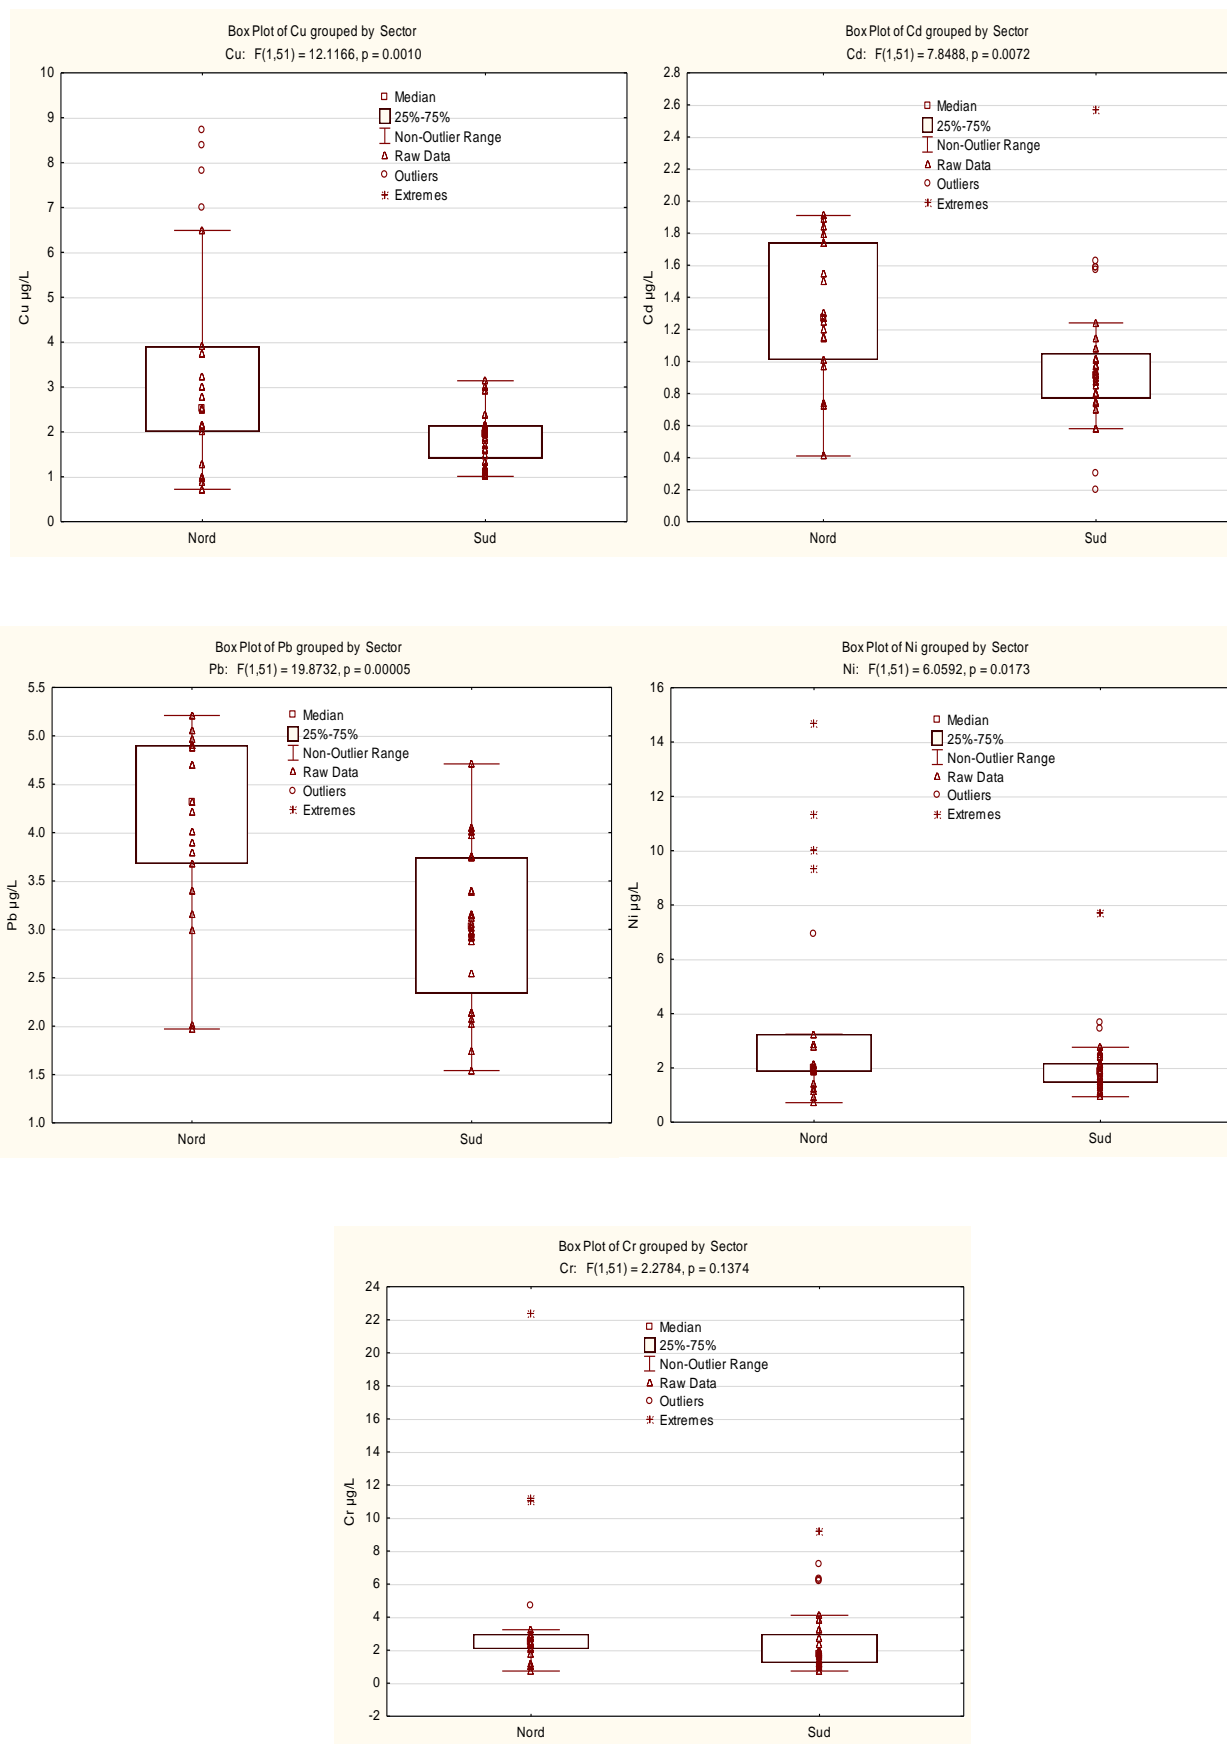 Box Plot of Cu grouped by Sector
Cu: F(1,51) = 12.1166, p = 0.0010
10
9
8
7
6
5
4
3
2
1
0
Cu µg/L
Median
25%-75%
Non-Outlier Range
Raw Data
Outliers
Extremes
Nord Sud
Box Plot of Cd grouped by Sector
Cd: F(1,51) = 7.8488, p = 0.0072
2.8
2.6
2.4
2.2
2.0
1.8
1.6
1.4
1.2
1.0
0.8
0.6
0.4
0.2
0.0
Cd µg/L
Median
25%-75%
Non-Outlier Range
Raw Data
Outliers
Extremes
Nord Sud
Box Plot of Pb grouped by Sector
Pb: F(1,51) = 19.8732, p = 0.00005
5.5
5.0
4.5
4.0
3.5
3.0
2.5
2.0
1.5
1.0
Pb µg/L
Median
25%-75%
Non-Outlier Range
Raw Data
Outliers
Extremes
Nord Sud
Box Plot of Ni grouped by Sector
Ni: F(1,51) = 6.0592, p = 0.0173
16
14
12
10
8
6
4
2
0
Ni µg/L
Median
25%-75%
Non-Outlier Range
Raw Data
Outliers
Extremes
Nord Sud
Box Plot of Cr grouped by Sector
Cr: F(1,51) = 2.2784, p = 0.1374
24
22
20
18
16
14
12
10
8
6
4
2
0
-2
Cr µg/L
Median
25%-75%
Non-Outlier Range
Raw Data
Outliers
Extremes
Nord Sud